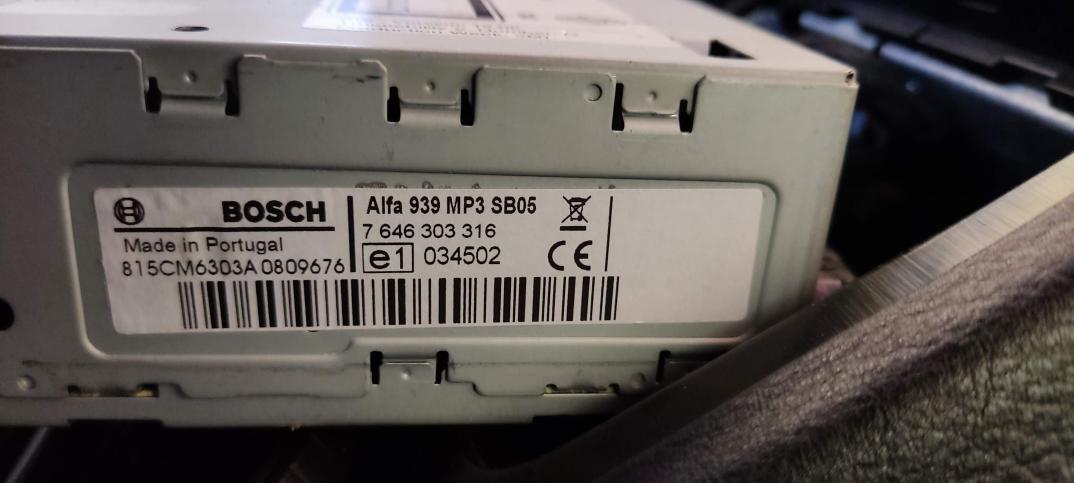 BOSCH
Made in Portugal
815CM6303A 0809676
Alfa 939 MP3 SB05
7 646 303 316
e1 034502
CE